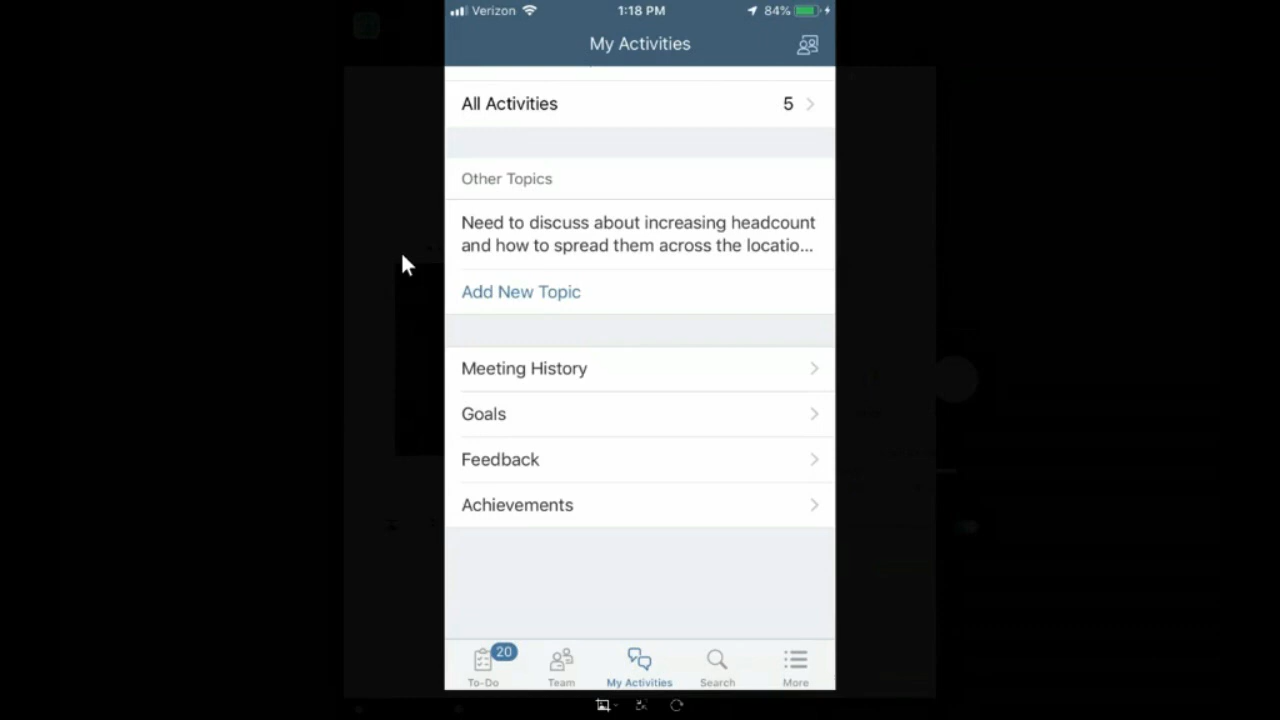 Verizon 1:18 PM 84%
My Activities
All Activities 5
Other Topics
Need to discuss about increasing headcount
and how to spread them across the locatio...
Add New Topic
Meeting History
Goals
Feedback
Achievements
20
To-Do Team My Activities Search More